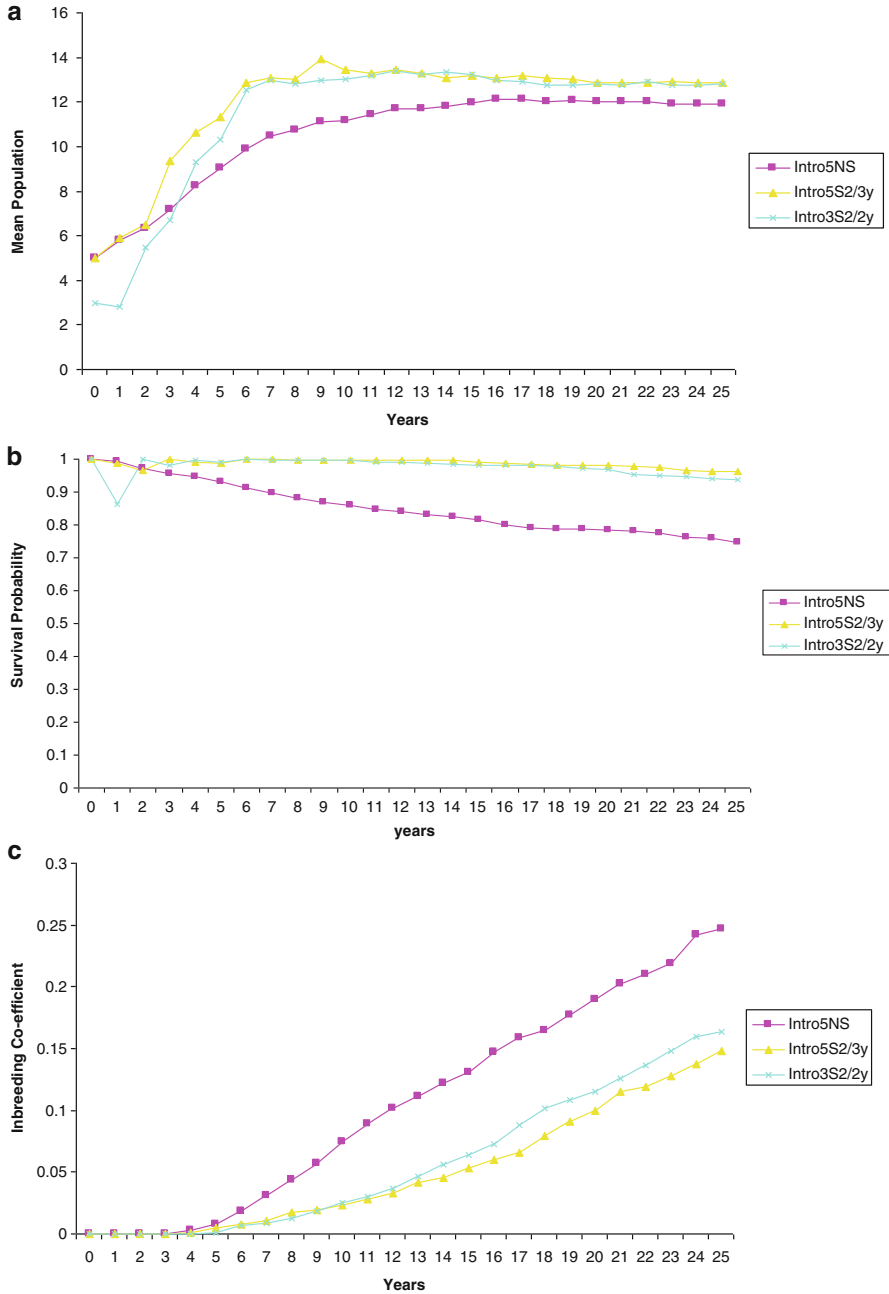 a
16
14
12
10
8
6
4
2
0
Mean Population
0 1 2 3 4 5 6 7 8 9 10 11 12 13 14 15 16 17 18 19 20 21 22 23 24 25
Years
Intro5NS
Intro5S2/3y
Intro3S2/2y
b
1
0.9
0.8
0.7
0.6
0.5
0.4
0.3
0.2
0.1
0
Survival Probability
0 1 2 3 4 5 6 7 8 9 10 11 12 13 14 15 16 17 18 19 20 21 22 23 24 25
years
Intro5NS
Intro5S2/3y
Intro3S2/2y
c
0.3
0.25
0.2
0.15
0.1
0.05
0
Inbreeding Co-efficient
0 1 2 3 4 5 6 7 8 9 10 11 12 13 14 15 16 17 18 19 20 21 22 23 24 25
Years
Intro5NS
Intro5S2/3y
Intro3S2/2y